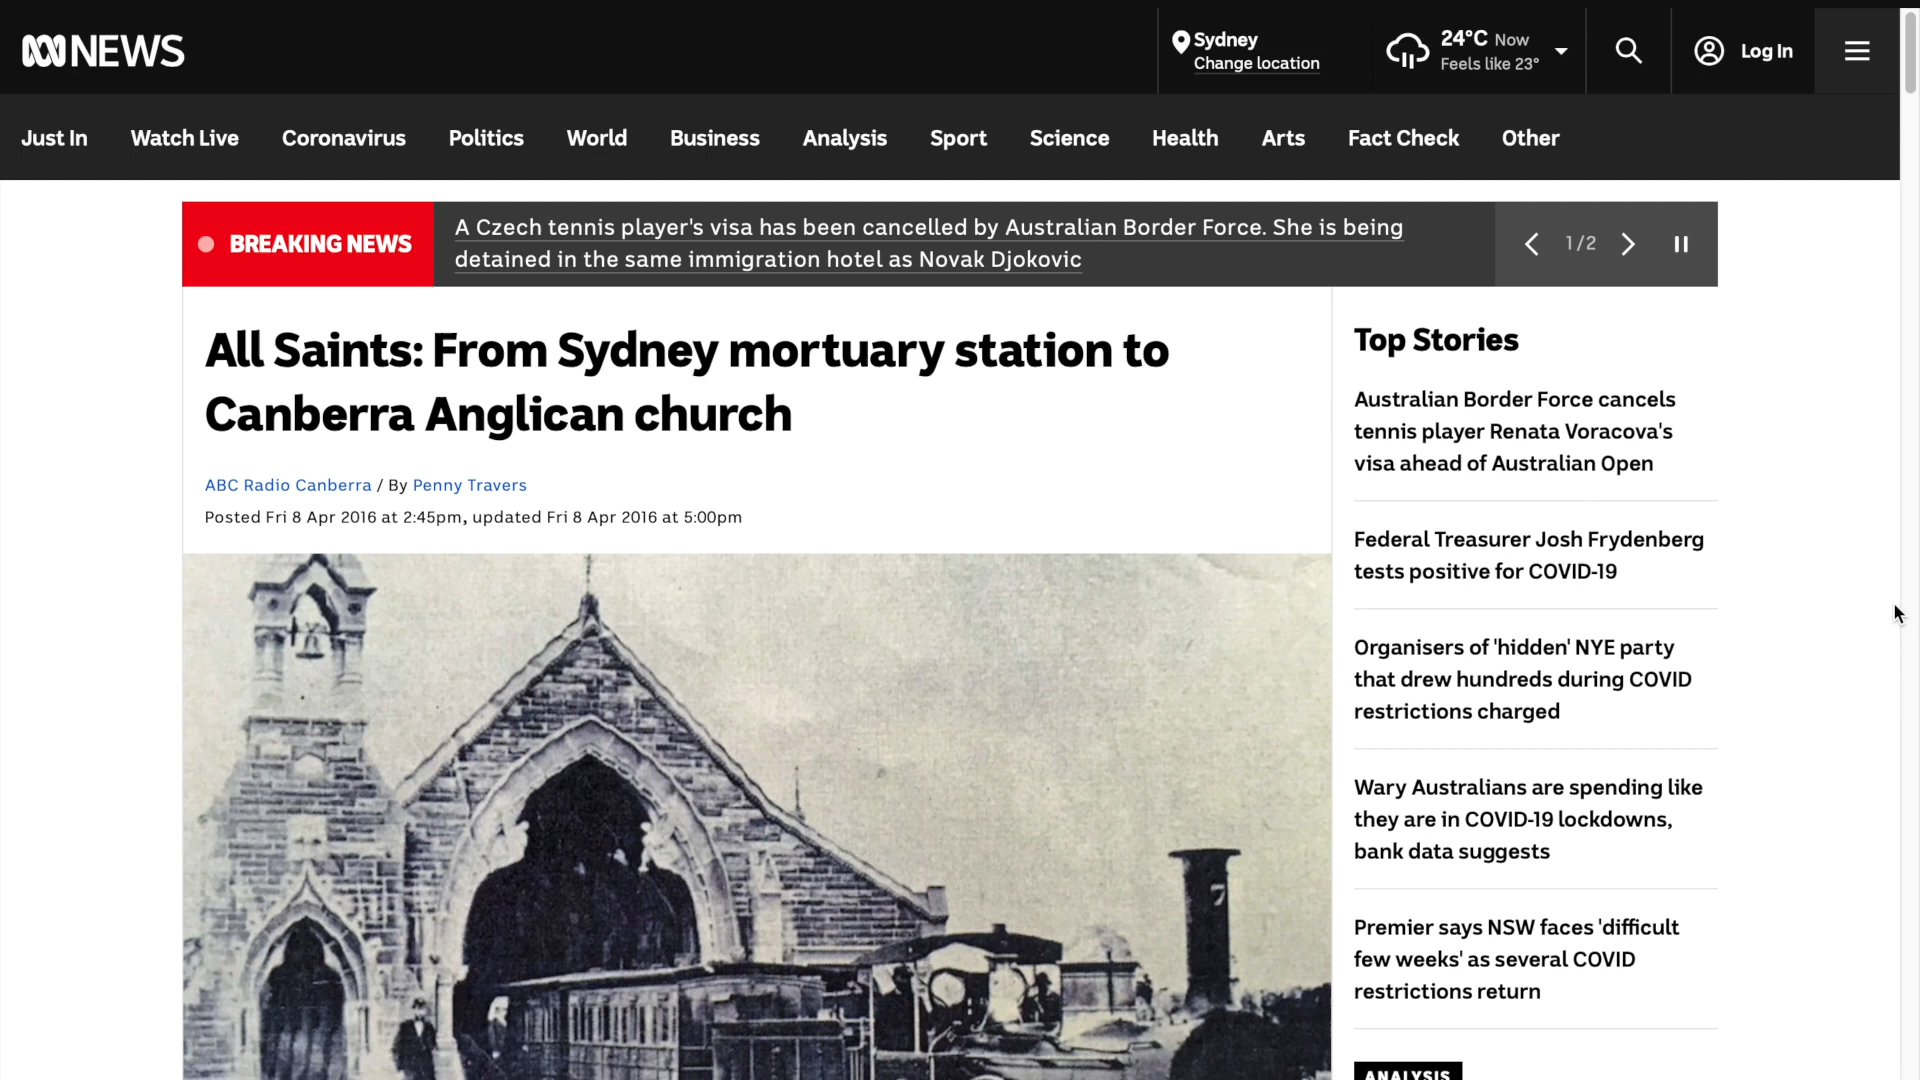 NEWS
Sydney
Change location
24°C Now
Feels like 23°
Log In
Just In
Watch Live
Coronavirus
Politics
World
Business
Analysis
Sport
Science
Health
Arts
Fact Check
Other
BREAKING NEWS
A Czech tennis player's visa has been cancelled by Australian Border Force. She is being
detained in the same immigration hotel as Novak Djokovic
1/2
All Saints: From Sydney mortuary station to
Canberra Anglican church
ABC Radio Canberra / By Penny Travers
Posted Fri 8 Apr 2016 at 2:45pm, updated Fri 8 Apr 2016 at 5:00pm
7
Top Stories
Australian Border Force cancels
tennis player Renata Voracova's
visa ahead of Australian Open
Federal Treasurer Josh Frydenberg
tests positive for COVID-19
Organisers of 'hidden' NYE party
that drew hundreds during COVID
restrictions charged
Wary Australians are spending like
they are in COVID-19 lockdowns,
bank data suggests
Premier says NSW faces 'difficult
few weeks' as several COVID
restrictions return
ANALYSIS